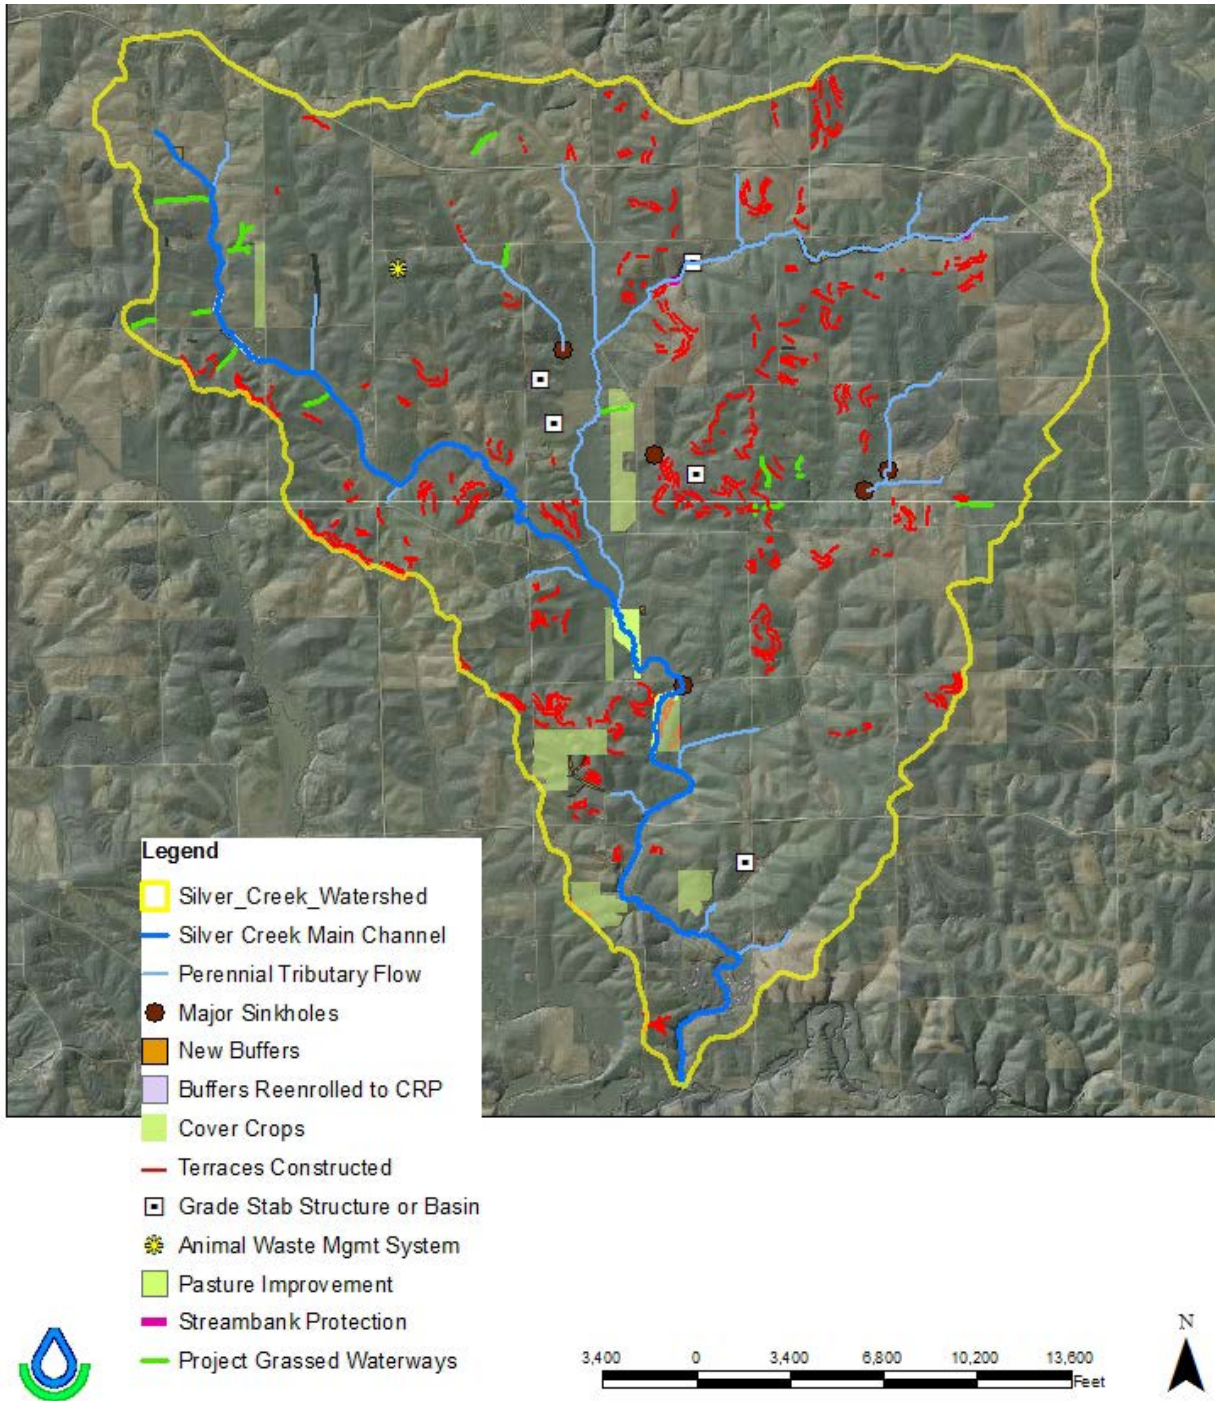 Legend
Silver_Creek_Watershed
Silver Creek Main Channel
Perennial Tributary Flow
Major Sinkholes
New Buffers
Buffers Reenrolled to CRP
Cover Crops
Terraces Constructed
Grade Stab Structure or Basin
Animal Waste Mgmt System
Pasture Improvement
Streambank Protection
Project Grassed Waterways
3,400 0 3,400 6,800 10,200 13,600
Feet
N